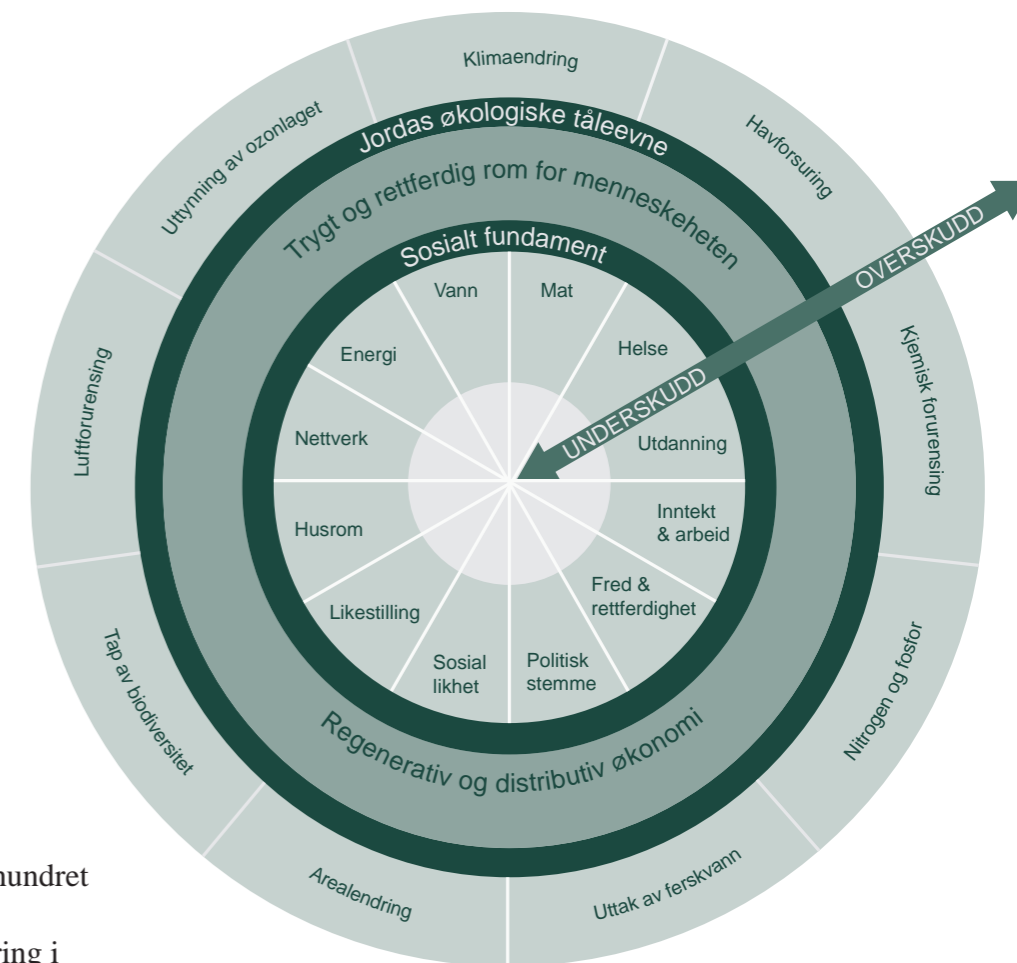 Klimaendring
Havforsuring
Kjemisk forurensing
Nitrogen og fosfor
Uttak av ferskvann
Arealendring
Tap av biodiversitet
Luftforurensing
Uttynning av ozonlaget
Jordas økologiske tåleevne
Trygt og rettferdig rom for menneskeheten
Sosialt fundament
OVERSKUDD
UNDERSKUDD
Vann
Mat
Helse
Utdanning
Inntekt
& arbeid
Fred &
rettferdighet
Politisk
stemme
Sosial
likhet
Likestilling
Husrom
Nettverk
Energi
Regenerativ og distributiv økonomi
hundret
ring i